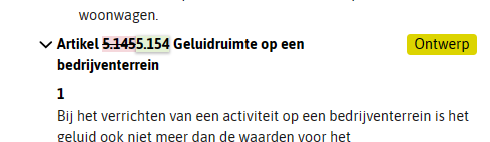 woonwagen.
Artikel 5.1455.154 Geluidruimte op een Ontwerp
bedrijventerrein
1
Bij het verrichten van een activiteit op een bedrijventerrein is het
geluid ook niet meer dan de waarden voor het